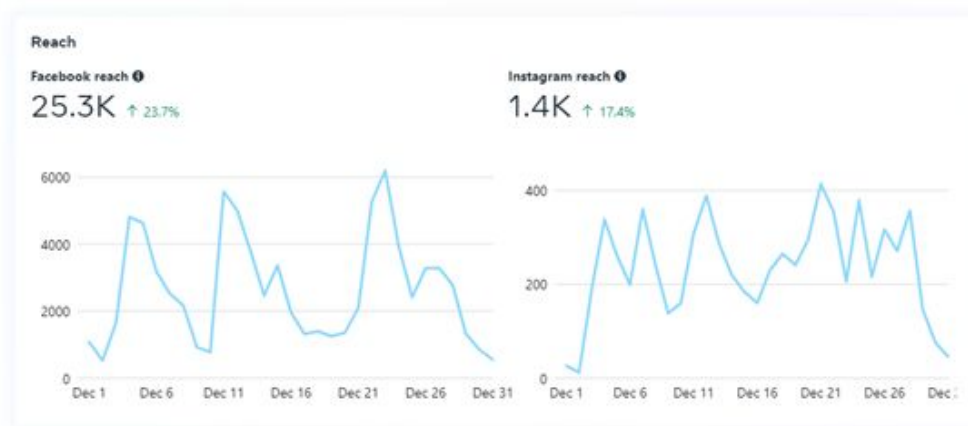 Reach
Facebook reach
25.3K ↑ 23.7%
6000
4000
2000
0
Dec 1 Dec 6 Dec 11 Dec 16 Dec 21 Dec 26 Dec 31
Instagram reach
1.4K ↑ 17.4%
400
200
0
Dec 1 Dec 6 Dec 11 Dec 16 Dec 21 Dec 26 Dec